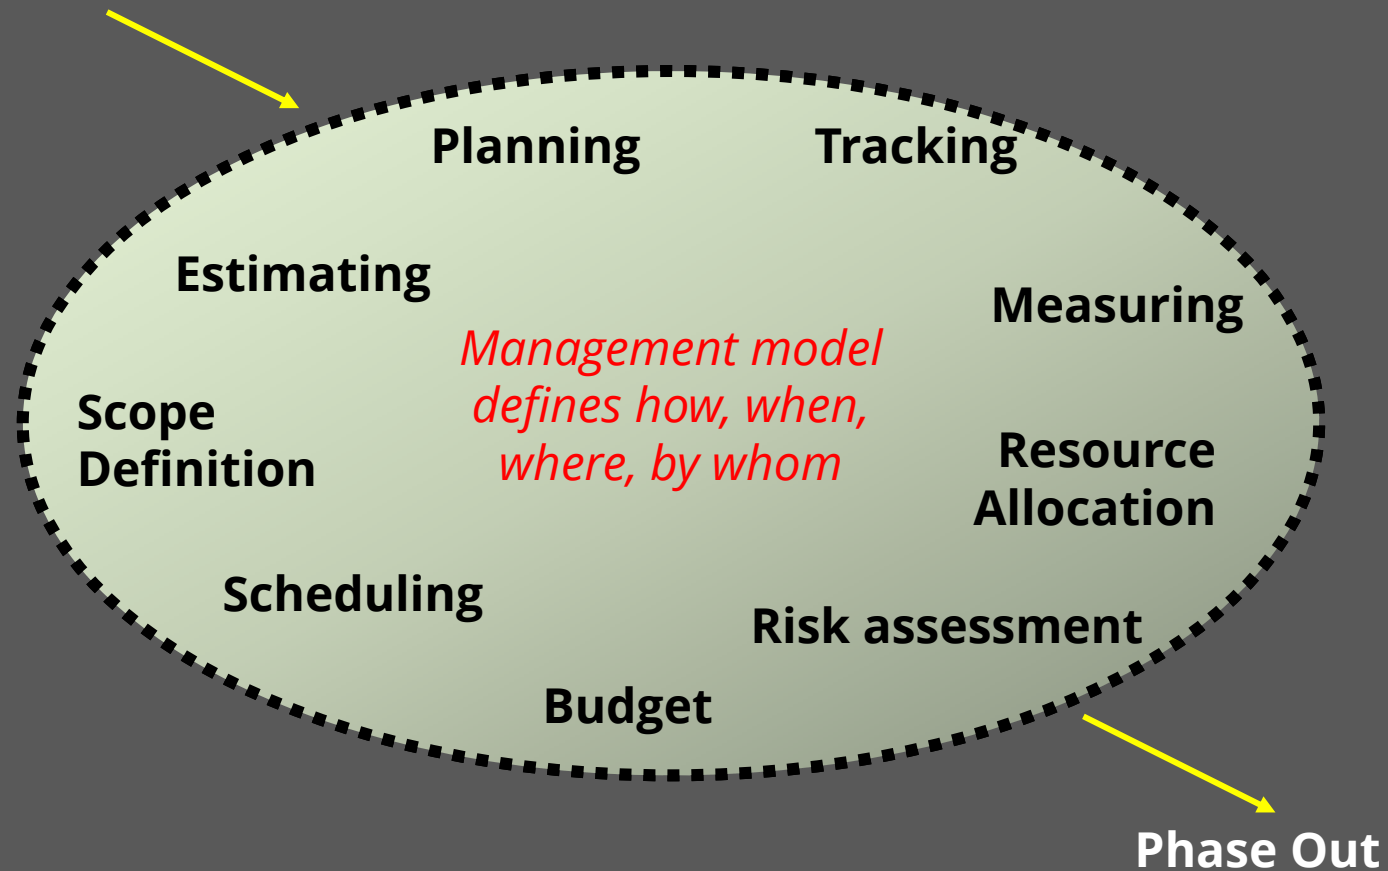 Planning
Tracking
Estimating
Measuring
Management model
defines how, when,
where, by whom
Scope
Definition
Resource
Allocation
Scheduling
Risk assessment
Budget
Phase Out